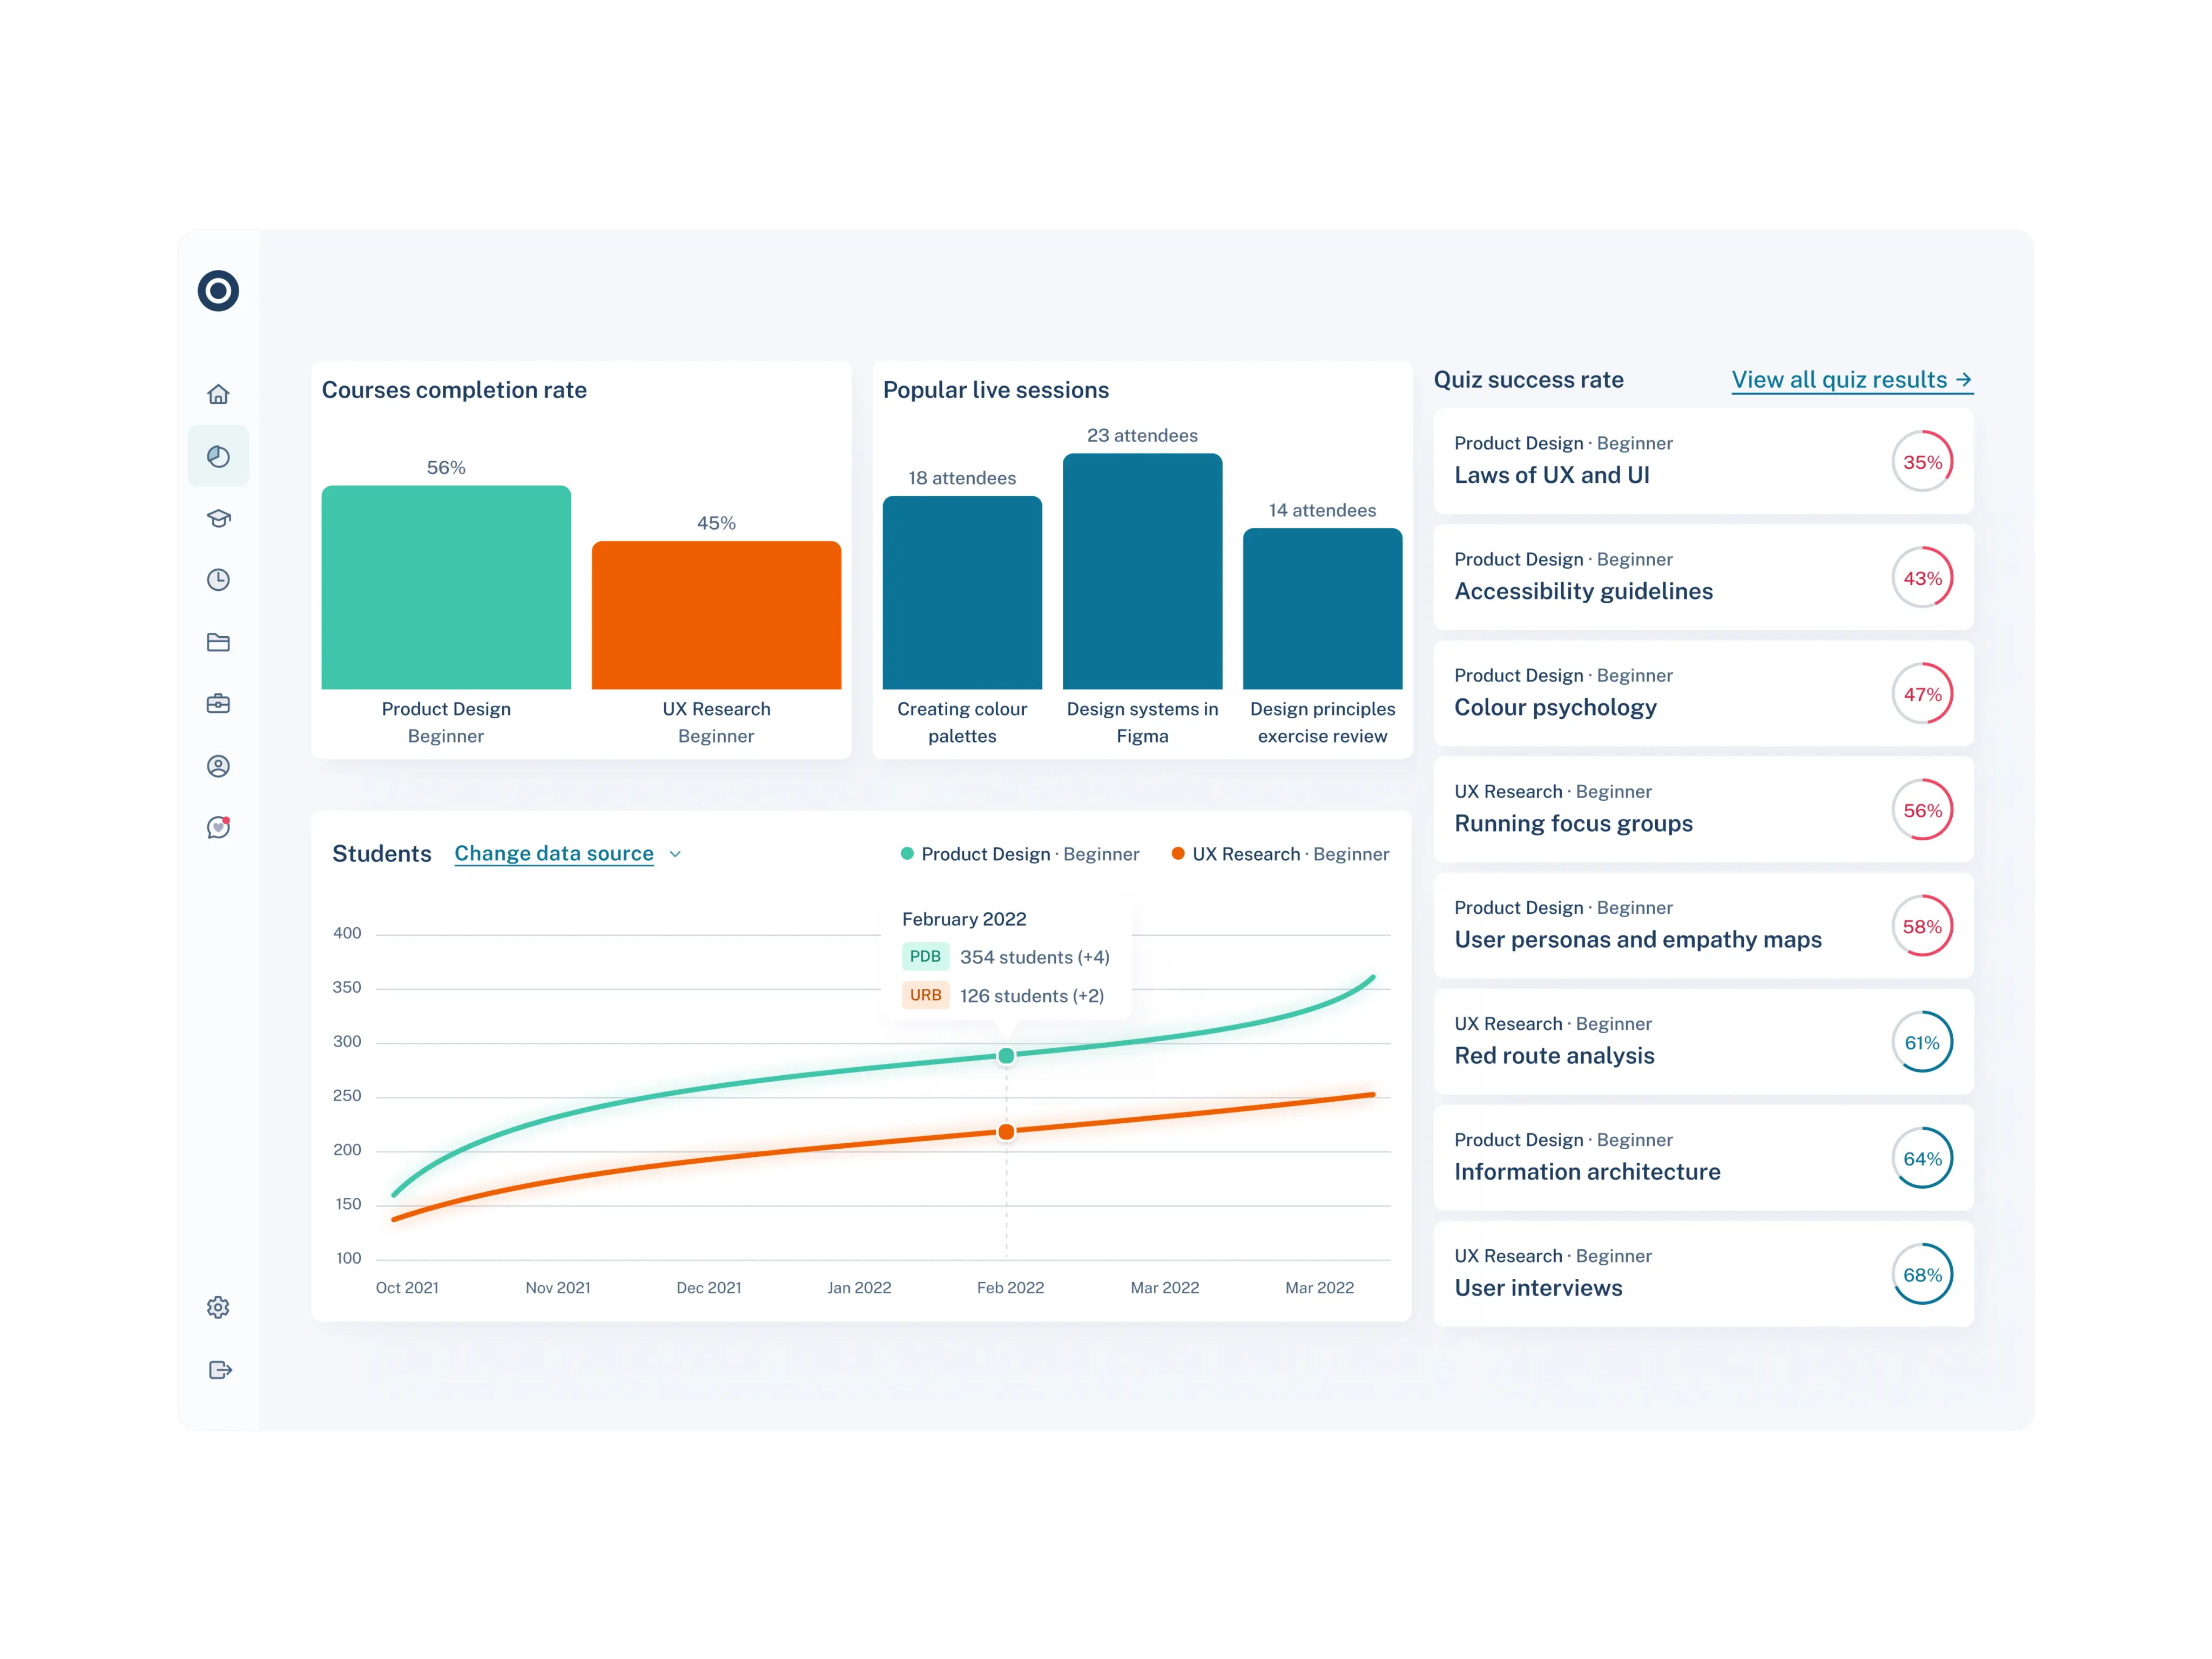 Courses completion rate
56%
45%
Product Design
Beginner
UX Research
Beginner
Popular live sessions
18 attendees
23 attendees
14 attendees
Creating colour
palettes
Design systems in
Figma
Design principles
exercise review
Students
Change data source
Product Design · Beginner
UX Research · Beginner
February 2022
PDB 354 students (+4)
URB 126 students (+2)
400
350
300
250
200
150
100
Oct 2021
Nov 2021
Dec 2021
Jan 2022
Feb 2022
Mar 2022
Mar 2022
Quiz success rate
View all quiz results →
Product Design · Beginner
Laws of UX and UI
35%
Product Design · Beginner
Accessibility guidelines
43%
Product Design · Beginner
Colour psychology
47%
UX Research · Beginner
Running focus groups
56%
Product Design · Beginner
User personas and empathy maps
58%
UX Research · Beginner
Red route analysis
61%
Product Design · Beginner
Information architecture
64%
UX Research · Beginner
User interviews
68%